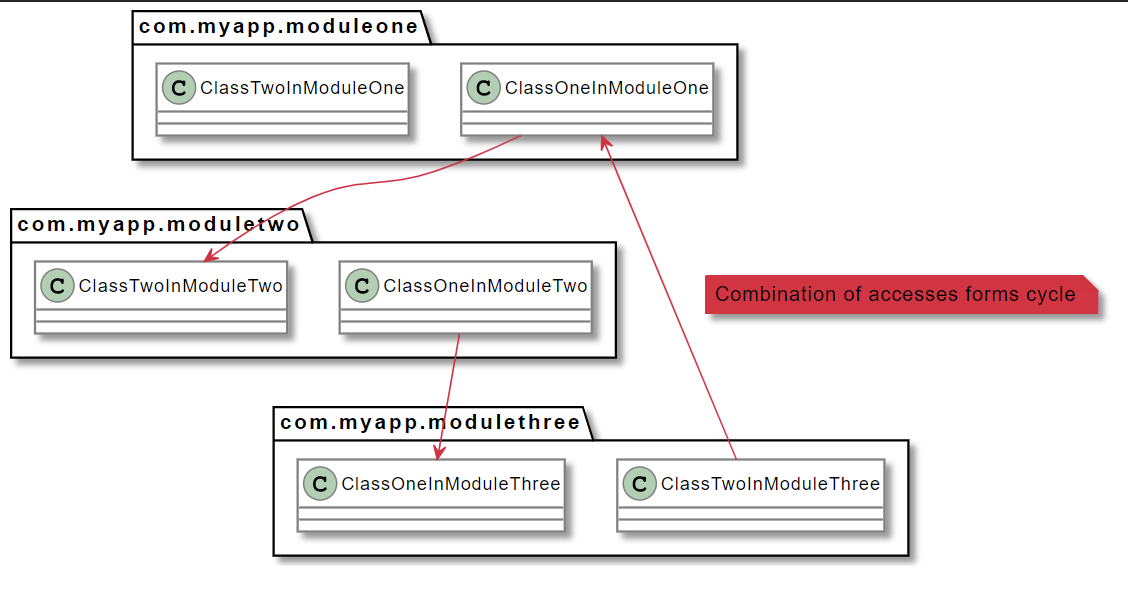 com.myapp.moduleone
C ClassTwoInModuleOne
C ClassOneInModuleOne
com.myapp.moduletwo
C ClassTwoInModuleTwo
C ClassOneInModuleTwo
Combination of accesses forms cycle
com.myapp.modulethree
C ClassOneInModuleThree
C ClassTwoInModuleThree